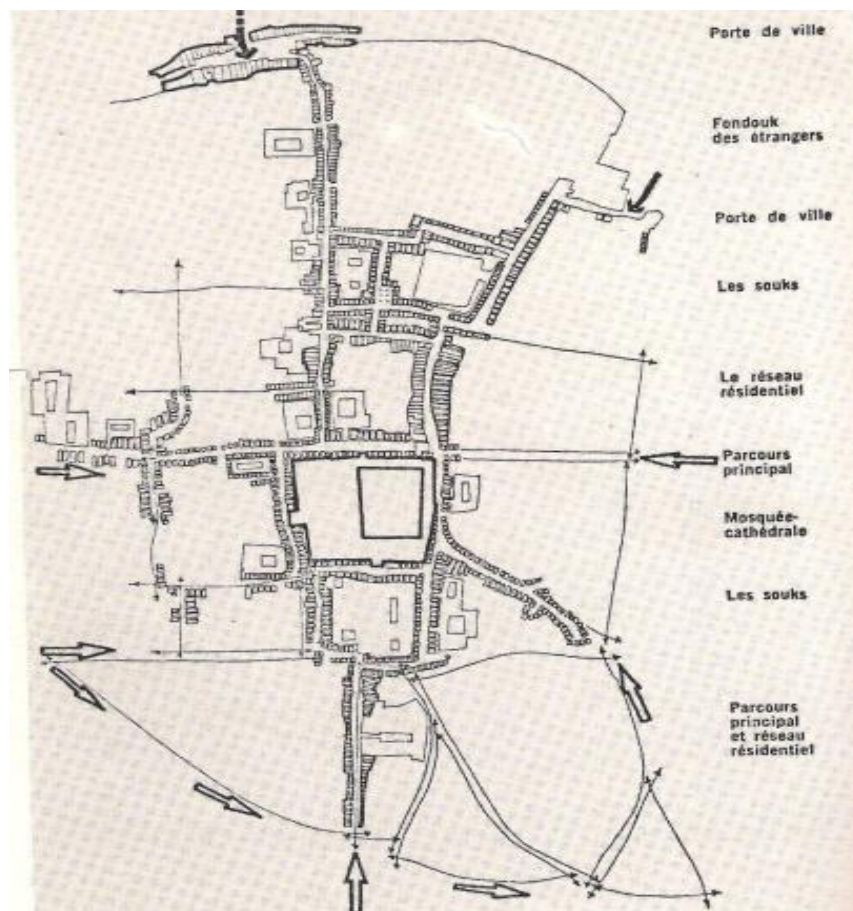 Porte de ville
Fondouk
des étrangers
Porte de ville
Les souks
Le réseau
résidentiel
Parcours
principal
Mosquée-
cathédrale
Les souks
Parcours
principal
et réseau
résidentiel